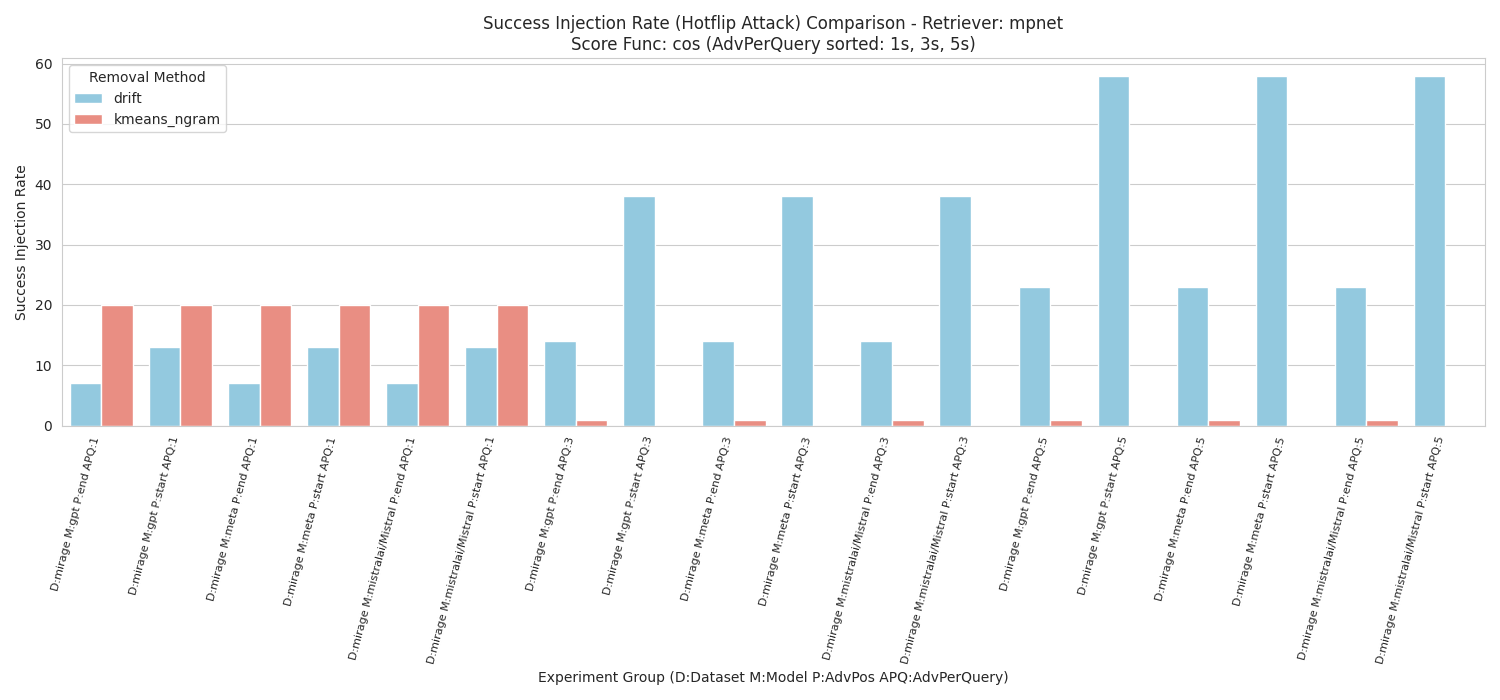 Success Injection Rate (Hotflip Attack) Comparison - Retriever: mpnet
Score Func: cos (AdvPerQuery sorted: 1s, 3s, 5s)
Removal Method
drift
kmeans_ngram
Success Injection Rate
60
50
40
30
20
10
0
D:mirage M:gpt P:end APQ:1
D:mirage M:gpt P:start APQ:1
D:mirage M:meta P:end APQ:1
D:mirage M:meta P:start APQ:1
D:mirage M:mistralai/Mistral P:end APQ:1
D:mirage M:mistralai/Mistral P:start APQ:1
D:mirage M:gpt P:end APQ:3
D:mirage M:gpt P:start APQ:3
D:mirage M:meta P:end APQ:3
D:mirage M:meta P:start APQ:3
D:mirage M:mistralai/Mistral P:end APQ:3
D:mirage M:mistralai/Mistral P:start APQ:3
D:mirage M:gpt P:end APQ:5
D:mirage M:gpt P:start APQ:5
D:mirage M:meta P:end APQ:5
D:mirage M:meta P:start APQ:5
D:mirage M:mistralai/Mistral P:end APQ:5
D:mirage M:mistralai/Mistral P:start APQ:5
Experiment Group (D:Dataset M:Model P:AdvPos APQ:AdvPerQuery)